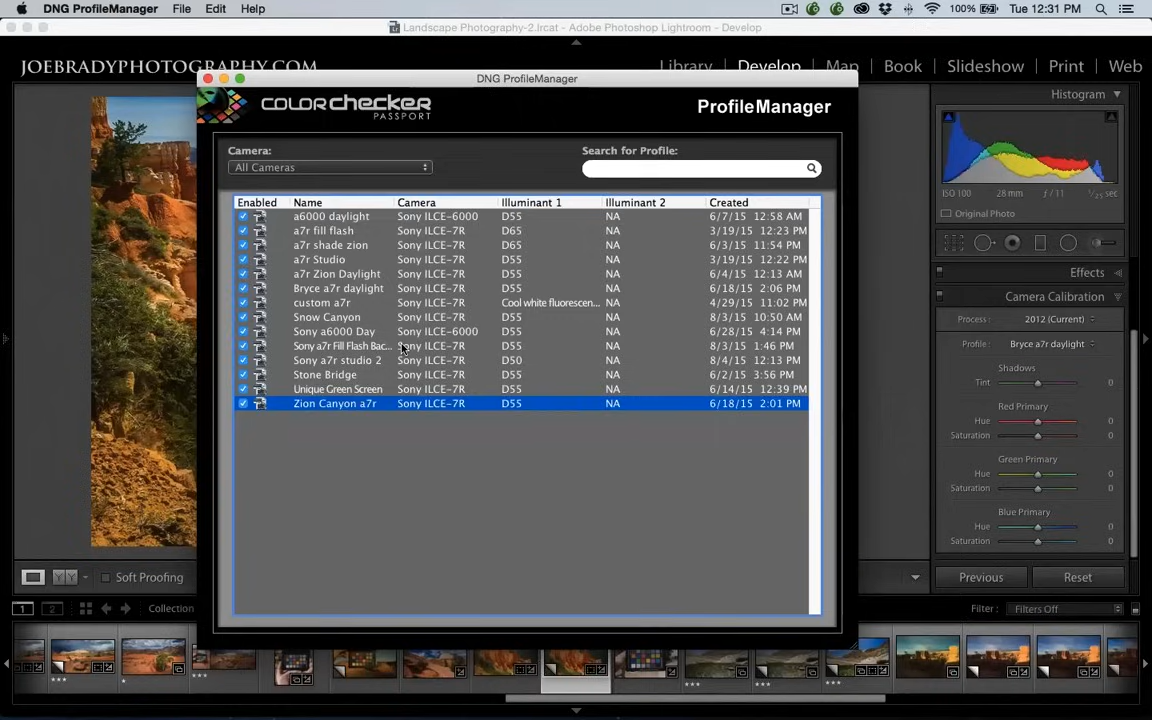 DNG ProfileManager File Edit Help 100% Tue 12:31 PM
Landscape Photography-2.lrcat - Adobe Photoshop Lightroom - Develop
JOEBRADYPHOTOGRAPHY.COM Library Develop Map Book Slideshow Print Web
DNG ProfileManager
colorchecker PASSPORT ProfileManager
Camera: Search for Profile:
All Cameras
Enabled Name Camera Illuminant 1 Illuminant 2 Created
a6000 daylight Sony ILCE-6000 D55 NA 6/7/15 12:58 AM
a7r fill flash Sony ILCE-7R D65 NA 3/19/15 12:23 PM
a7r shade zion Sony ILCE-7R D65 NA 6/3/15 11:54 PM
a7r Studio Sony ILCE-7R D55 NA 3/19/15 12:22 PM
a7r Zion Daylight Sony ILCE-7R D55 NA 6/4/15 12:13 AM
Bryce a7r daylight Sony ILCE-7R D55 NA 6/18/15 2:06 PM
custom a7r Sony ILCE-7R Cool white fluorescen... NA 4/29/15 11:02 PM
Snow Canyon Sony ILCE-7R D55 NA 8/3/15 10:50 AM
Sony a6000 Day Sony ILCE-6000 D55 NA 6/28/15 4:14 PM
Sony a7r Fill Flash Bac... Sony ILCE-7R D55 NA 8/3/15 1:46 PM
Sony a7r studio 2 Sony ILCE-7R D50 NA 8/4/15 12:13 PM
Stone Bridge Sony ILCE-7R D55 NA 6/2/15 3:56 PM
Unique Green Screen Sony ILCE-7R D55 NA 6/14/15 12:39 PM
Zion Canyon a7r Sony ILCE-7R D55 NA 6/18/15 2:01 PM
Histogram
ISO 100 28 mm f / 11 1/25 sec
Original Photo
Effects
Camera Calibration
Process : 2012 (Current)
Profile : Bryce a7r daylight
Shadows
Tint 0
Red Primary
Hue 0
Saturation 0
Green Primary
Hue 0
Saturation 0
Blue Primary
Hue 0
Saturation 0
YY Soft Proofing Previous Reset
1 2 Collection Filter : Filters Off